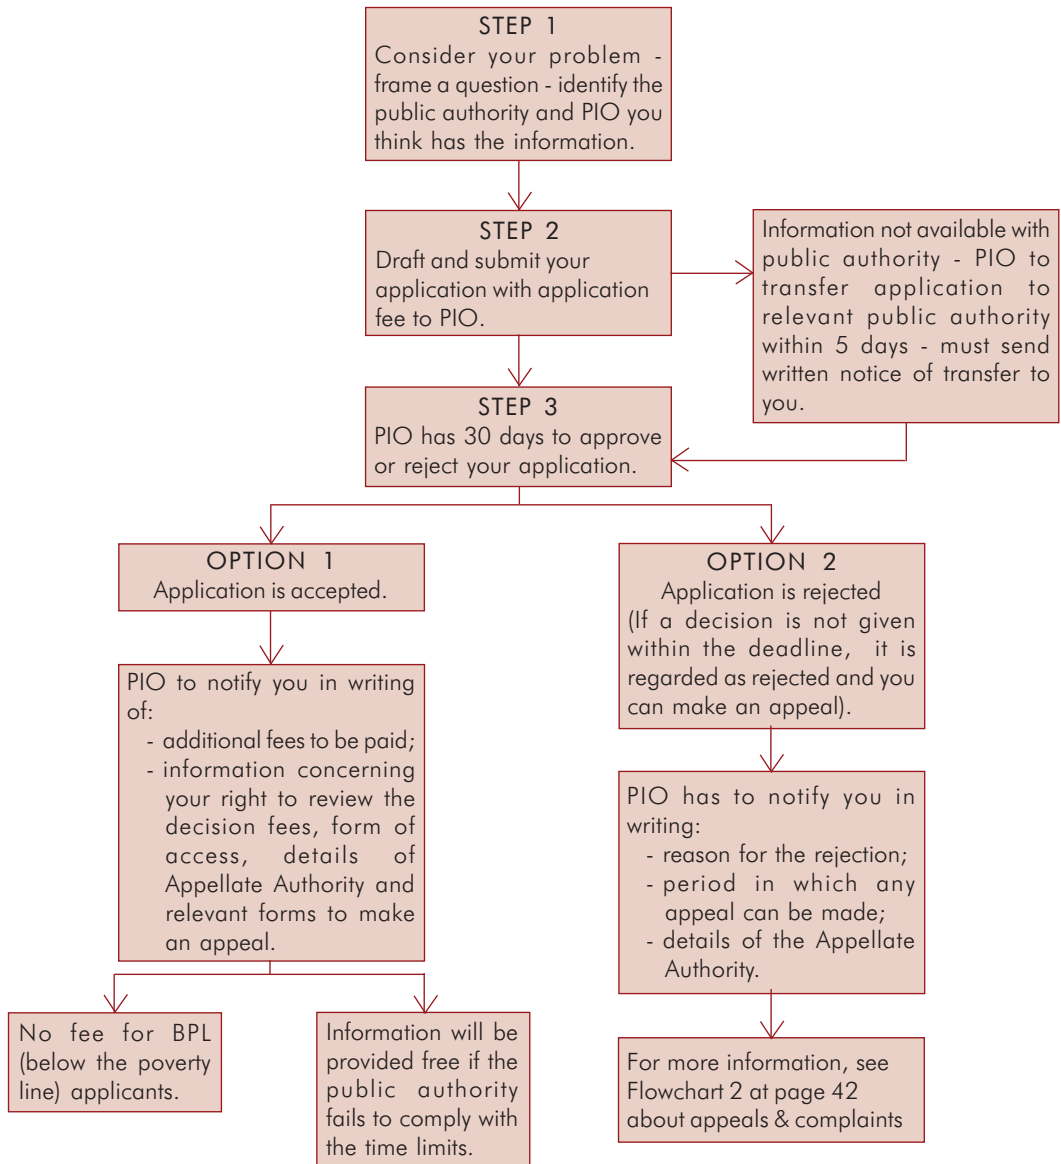 STEP 1
Consider your problem -
frame a question - identify the
public authority and PIO you
think has the information.
STEP 2
Draft and submit your
application with application
fee to PIO.
Information not available with
public authority - PIO to
transfer application to
relevant public authority
within 5 days - must send
written notice of transfer to
you.
STEP 3
PIO has 30 days to approve
or reject your application.
OPTION 1
Application is accepted.
PIO to notify you in writing
of:
- additional fees to be paid;
- information concerning
your right to review the
decision fees, form of
access, details of
Appellate Authority and
relevant forms to make
an appeal.
No fee for BPL
(below the poverty
line) applicants.
Information will be
provided free if the
public authority
fails to comply with
the time limits.
OPTION 2
Application is rejected
(If a decision is not given
within the deadline, it is
regarded as rejected and you
can make an appeal).
PIO has to notify you in
writing:
- reason for the rejection;
- period in which any
appeal can be made;
- details of the Appellate
Authority.
For more information, see
Flowchart 2 at page 42
about appeals & complaints